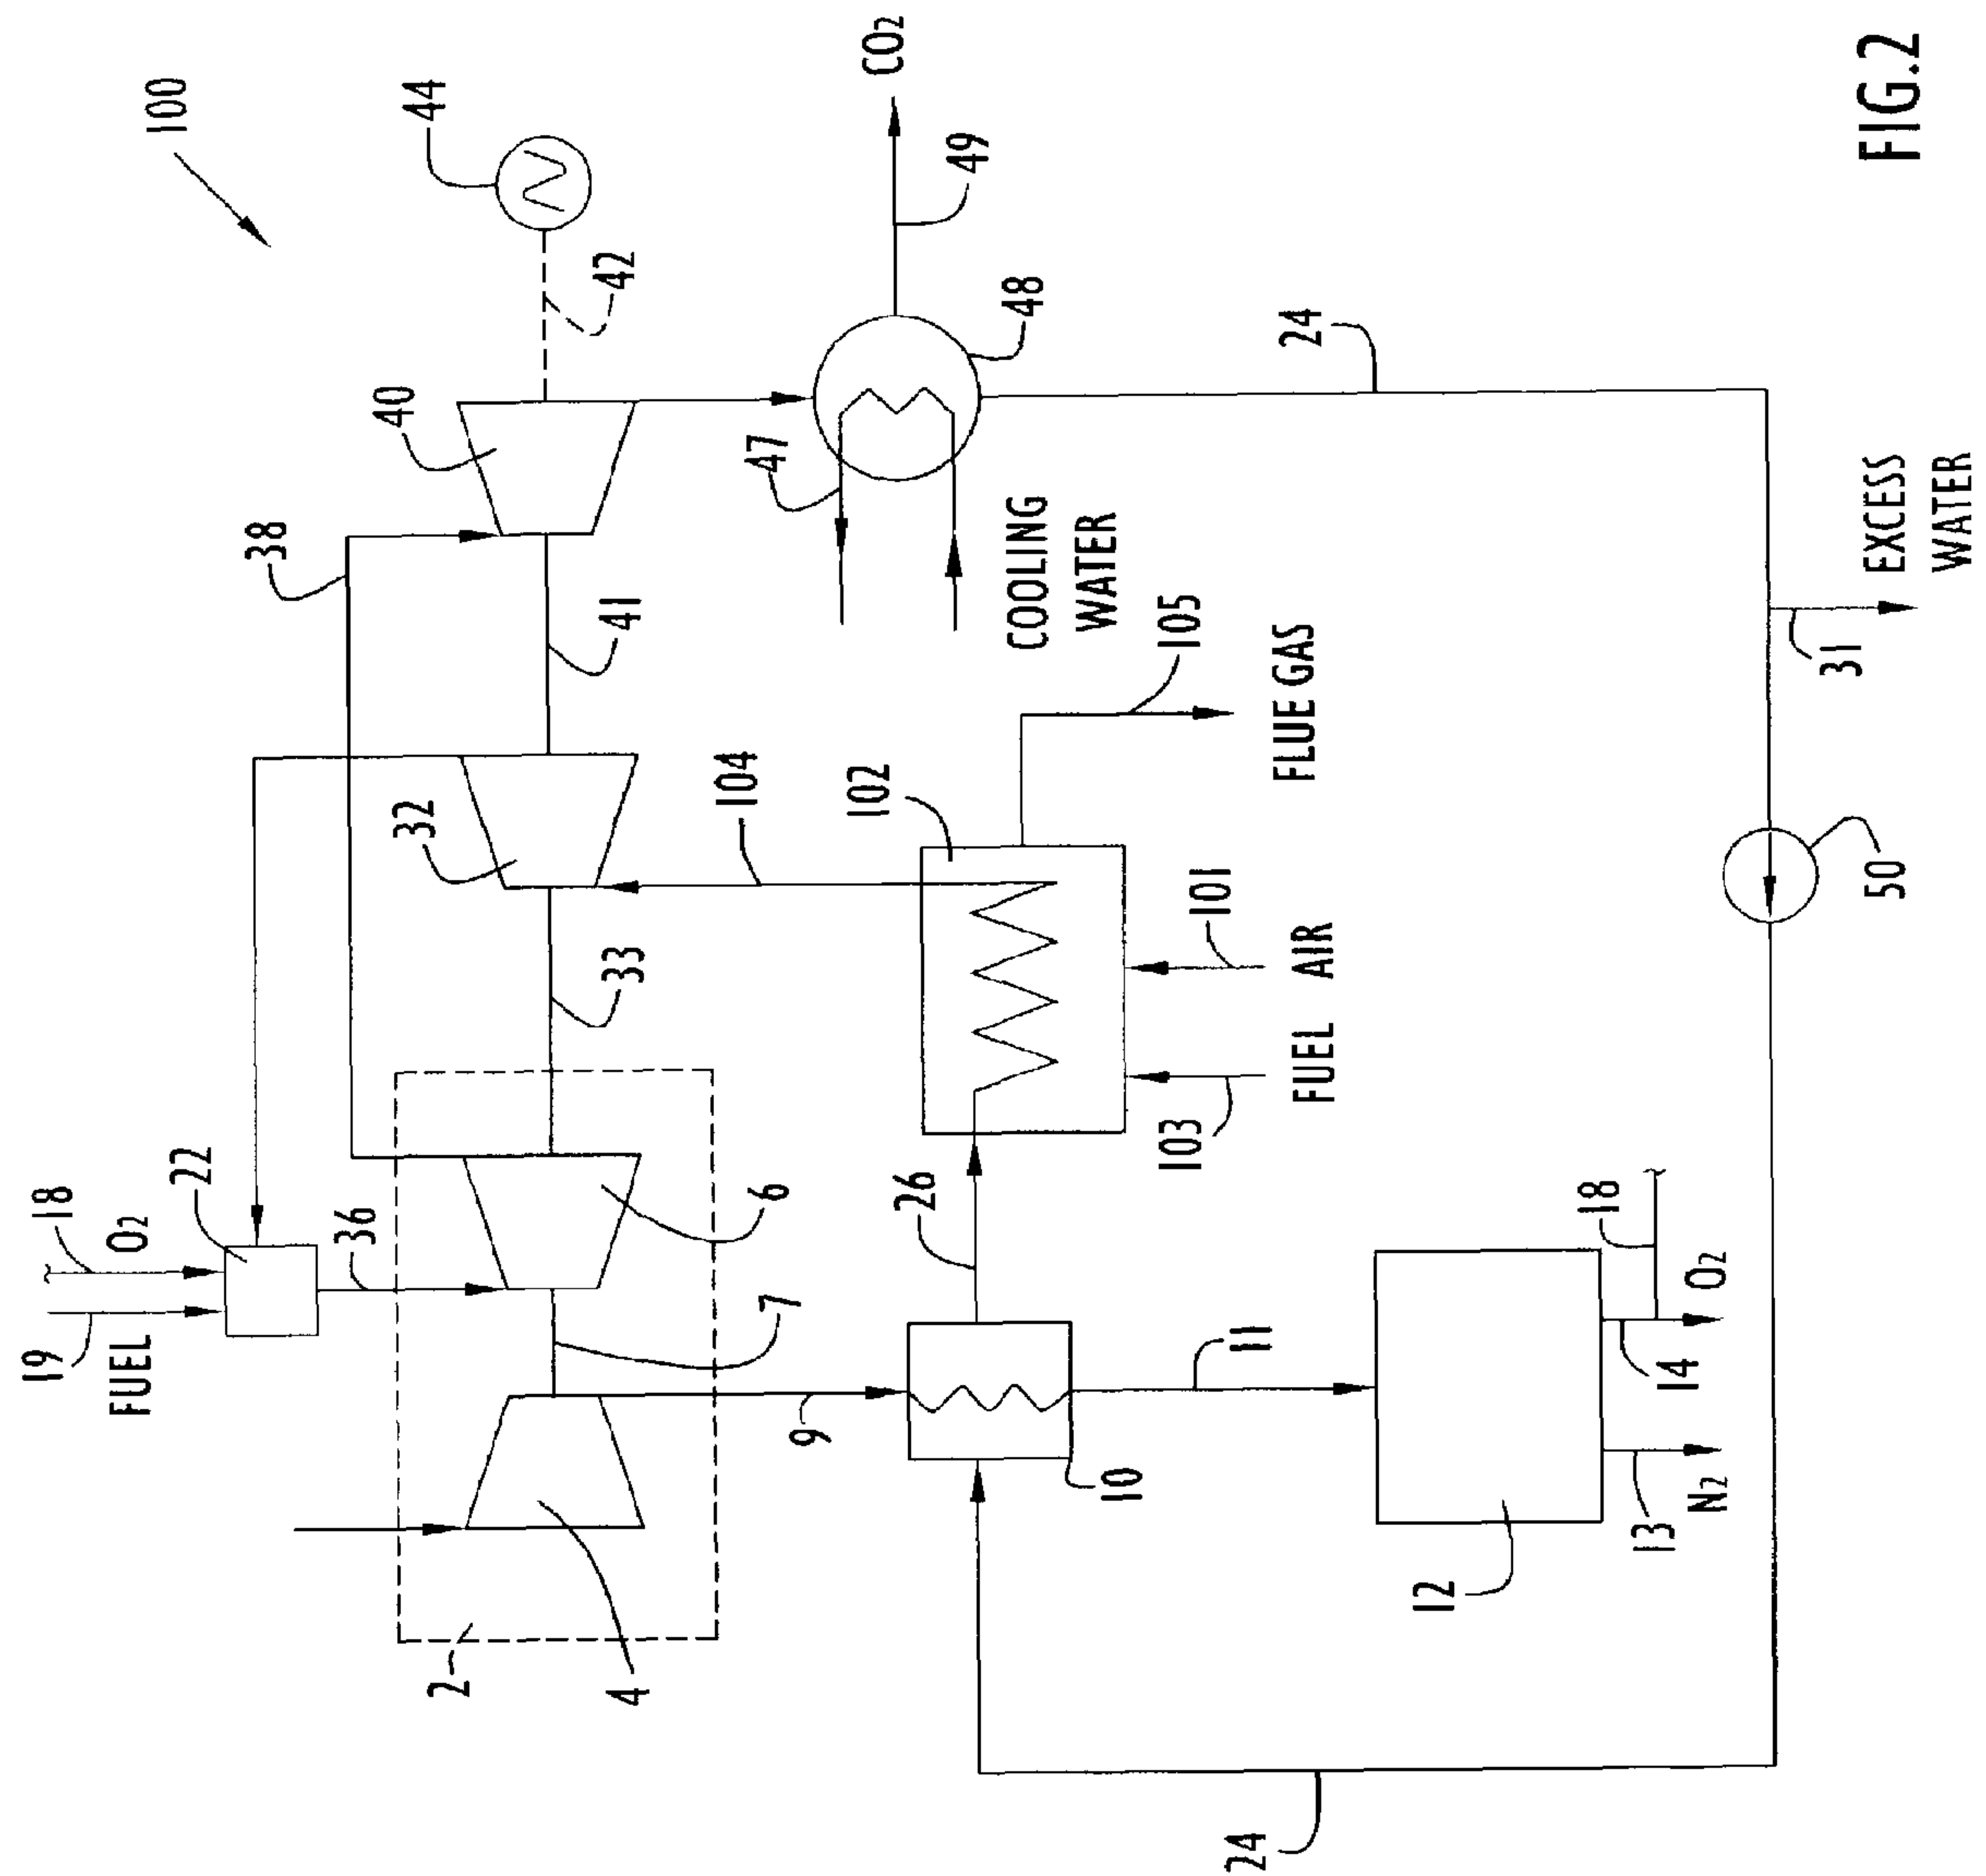 100
44
CO₂
42
49
40
48
47
24
38
COOLING
WATER
EXCESS
WATER
41
105
31
FLUE GAS
104
102
32
50
101
33
AIR
FUEL
103
22
18
O₂
36
6
26
18
O₂
19
FUEL
7
11
14
9
10
13
N₂
12
2
4
24
FIG.2